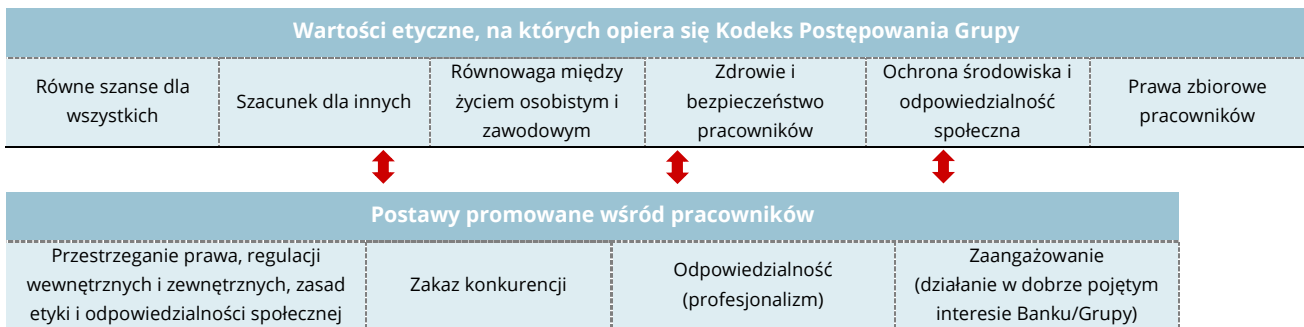 Wartości etyczne, na których opiera się Kodeks Postępowania Grupy
Równe szanse dla
wszystkich
Szacunek dla innych
Równowaga między
życiem osobistym i
zawodowym
Zdrowie i
bezpieczeństwo
pracowników
Ochrona środowiska i
odpowiedzialność
społeczna
Prawa zbiorowe
pracowników
Postawy promowane wśród pracowników
Przestrzeganie prawa, regulacji
wewnętrznych i zewnętrznych, zasad
etyki i odpowiedzialności społecznej
Zakaz konkurencji
Odpowiedzialność
(profesjonalizm)
Zaangażowanie
(działanie w dobrze pojętym
interesie Banku/Grupy)